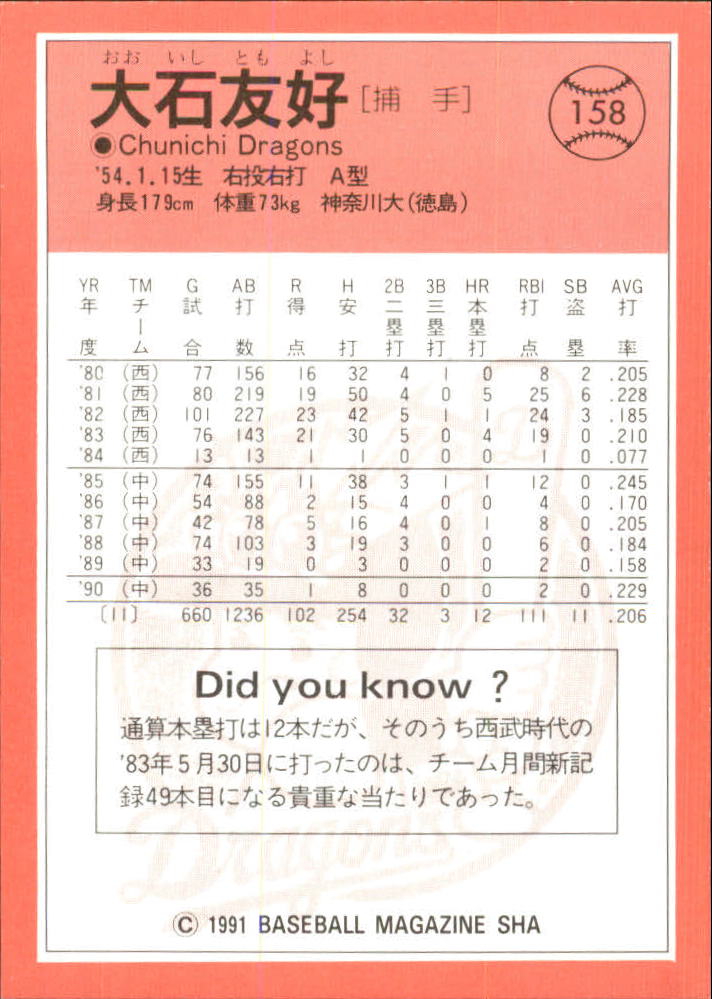 おお いし とも よし
大石友好[捕 手]
158
●Chunichi Dragons
'54.1.15生 右投右打 A型
身長179cm 体重73kg 神奈川大(徳島)
YR TM G AB R H 2B 3B HR RBI SB AVG
年度 チーム 試合 打数 得点 安打 二塁打 三塁打 本塁打 打点 盗塁 打率
'80 (西) 77 156 16 32 4 1 0 8 2 .205
'81 (西) 80 219 19 50 4 0 5 25 6 .228
'82 (西) 101 227 23 42 5 1 1 24 3 .185
'83 (西) 76 143 21 30 5 0 4 19 0 .210
'84 (西) 13 13 1 1 0 0 0 1 0 .077
'85 (中) 74 155 11 38 3 1 1 12 0 .245
'86 (中) 54 88 2 15 4 0 0 4 0 .170
'87 (中) 42 78 5 16 4 0 1 8 0 .205
'88 (中) 74 103 3 19 3 0 0 6 0 .184
'89 (中) 33 19 0 3 0 0 0 2 0 .158
'90 (中) 36 35 1 8 0 0 0 2 0 .229
〔11〕 660 1236 102 254 32 3 12 111 11 .206
Did you know ?
通算本塁打は12本だが、そのうち西武時代の
'83年5月30日に打ったのは、チーム月間新記
録49本目になる貴重な当たりであった。
Dragons
© 1991 BASEBALL MAGAZINE SHA